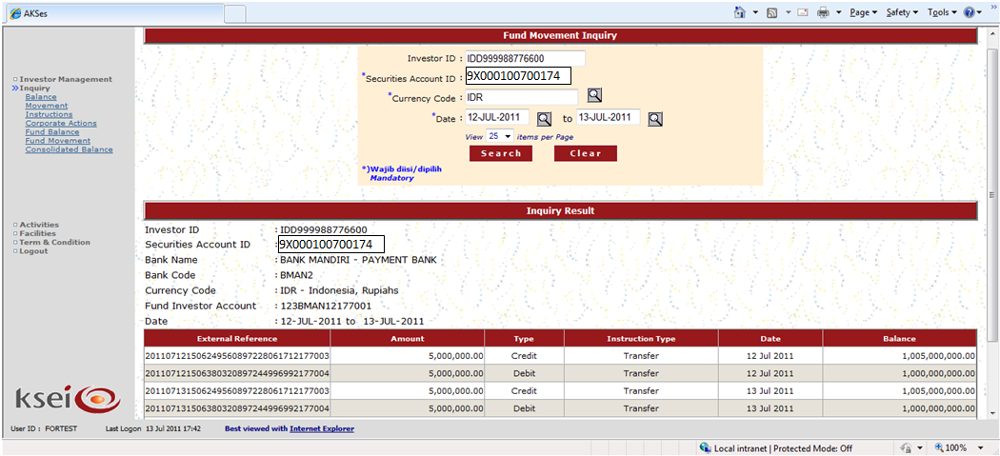 AKSes
Page Safety Tools
Fund Movement Inquiry
Investor ID : IDD999988776600
*Securities Account ID : 9X000100700174
*Currency Code : IDR
*Date : 12-JUL-2011 to 13-JUL-2011
View 25 items per Page
Search Clear
*)Wajib diisi/dipilih
Mandatory
Investor Management
Inquiry
Balance
Movement
Instructions
Corporate Actions
Fund Balance
Fund Movement
Consolidated Balance
Activities
Facilities
Term & Condition
Logout
Inquiry Result
Investor ID : IDD999988776600
Securities Account ID : 9X000100700174
Bank Name : BANK MANDIRI - PAYMENT BANK
Bank Code : BMAN2
Currency Code : IDR - Indonesia, Rupiahs
Fund Investor Account : 123BMAN12177001
Date : 12-JUL-2011 to 13-JUL-2011
External Reference Amount Type Instruction Type Date Balance
20110712150624956089722806171217​7003 5,000,000.00 Credit Transfer 12 Jul 2011 1,005,000,000.00
20110712150638032089724499699217​7004 5,000,000.00 Debit Transfer 12 Jul 2011 1,000,000,000.00
20110713150624956089722806171217​7003 5,000,000.00 Credit Transfer 13 Jul 2011 1,005,000,000.00
20110713150638032089724499699217​7004 5,000,000.00 Debit Transfer 13 Jul 2011 1,000,000,000.00
ksei
User ID : FORTEST Last Logon 13 Jul 2011 17:42 Best viewed with Internet Explorer
Local intranet | Protected Mode: Off 100%